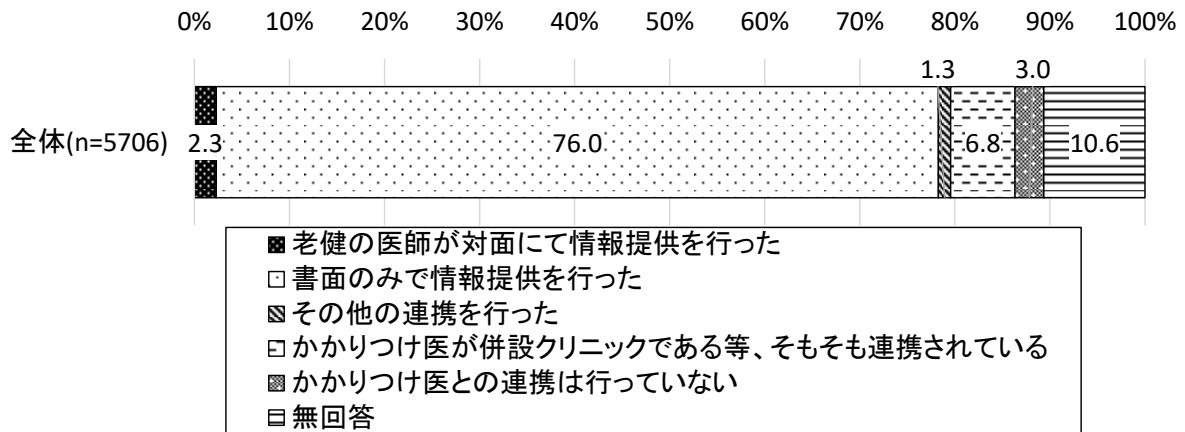 0% 10% 20% 30% 40% 50% 60% 70% 80% 90% 100%
1.3 3.0
全体(n=5706) 2.3 76.0 6.8 10.6
老健の医師が対面にて情報提供を行った
書面のみで情報提供を行った
その他の連携を行った
かかりつけ医が併設クリニックである等、そもそも連携されている
かかりつけ医との連携は行っていない
無回答